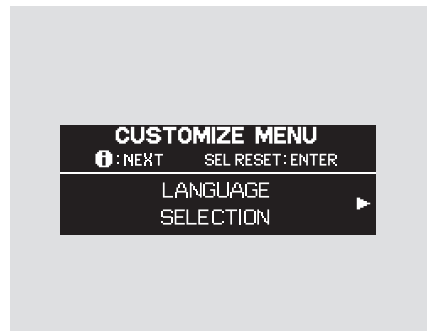 CUSTOMIZE MENU
i:NEXT SEL RESET:ENTER
LANGUAGE
SELECTION